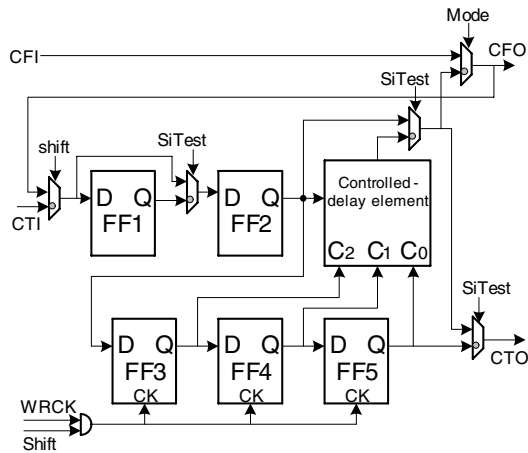 Mode
CFI
CFO
SiTest
shift
SiTest
D Q
FF1
D Q
FF2
Controlled-
delay element
C2 C1 C0
CTI
SiTest
D Q
FF3
CK
D Q
FF4
CK
D Q
FF5
CK
CTO
WRCK
Shift